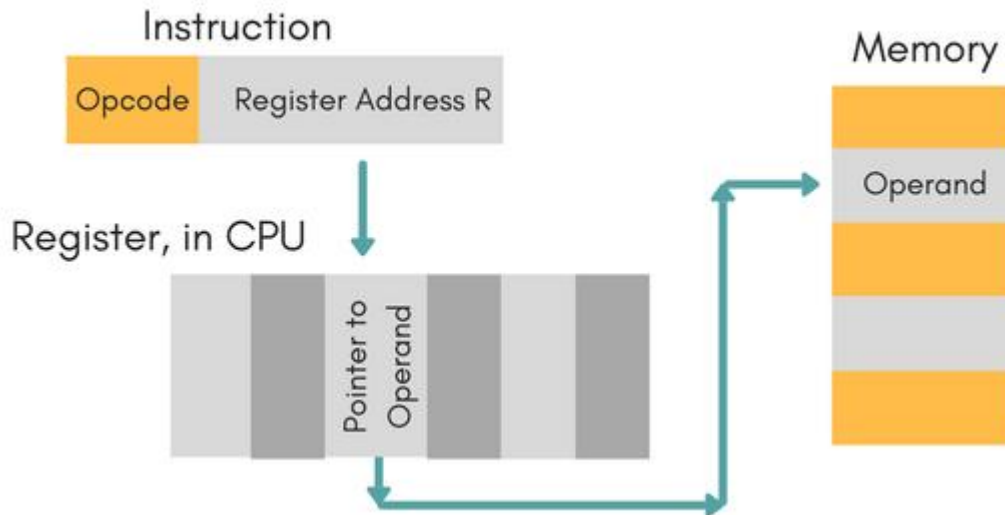 Instruction
Opcode
Register Address R
Memory
Operand
Register, in CPU
Pointer to
Operand